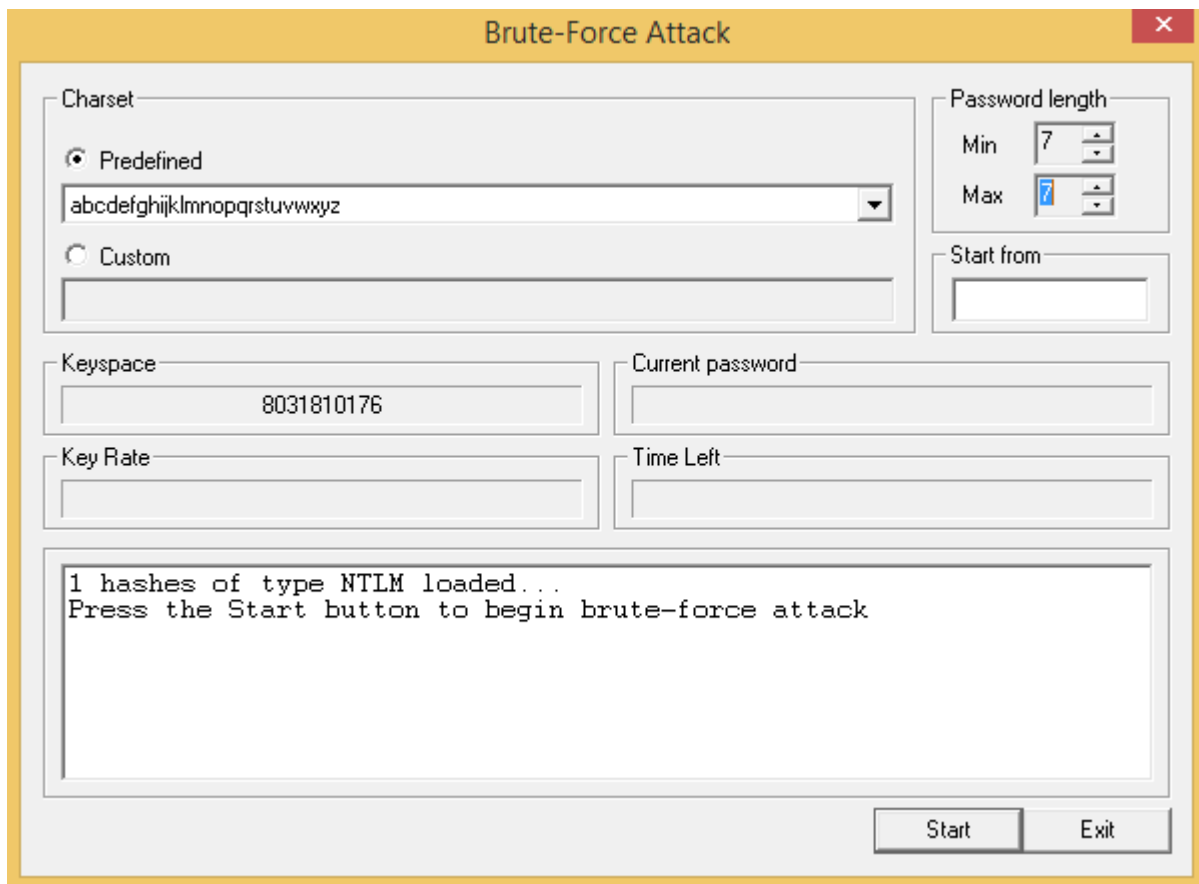 Brute-Force Attack
Charset
Predefined
abcdefghijklmnopqrstuvwxyz
Custom
Password length
Min 7
Max 7
Start from
Keyspace
8031810176
Current password
Key Rate
Time Left
1 hashes of type NTLM loaded...
Press the Start button to begin brute-force attack
Start Exit